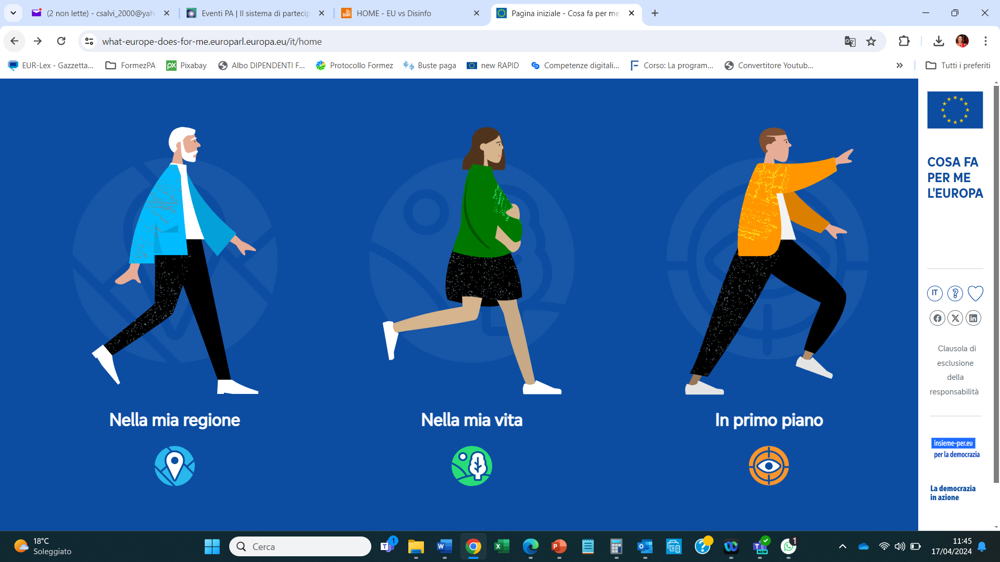 (2 non lette) - csalvi_2000@yah
Eventi PA | Il sistema di partecip
HOME - EU vs Disinfo
Pagina iniziale - Cosa fa per me
what-europe-does-for-me.europarl.europa.eu/it/home
EUR-Lex - Gazzetta...
FormezPA
px Pixabay
Albo DIPENDENTI F...
Protocollo Formez
Buste paga
new RAPID
Competenze digitali...
Corso: La program...
Convertitore Youtub...
Tutti i preferiti
Nella mia regione
Nella mia vita
In primo piano
COSA FA
PER ME
L'EUROPA
IT
?
Clausola di
esclusione
della
responsabilità
insieme-per.eu
per la democrazia
La democrazia
in azione
18°C
Soleggiato
Cerca
1
NEW
1
11:45
17/04/2024